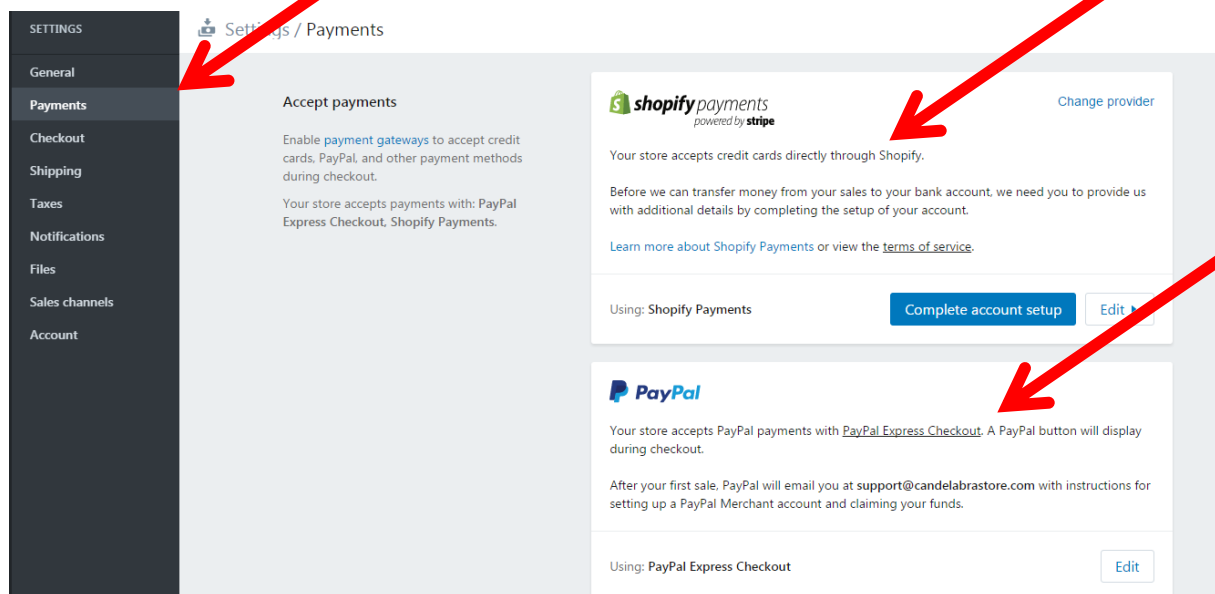 SETTINGS
Settings / Payments
General
Payments
Checkout
Shipping
Taxes
Notifications
Files
Sales channels
Account
Accept payments
Enable payment gateways to accept credit
cards, PayPal, and other payment methods
during checkout.
Your store accepts payments with: PayPal
Express Checkout, Shopify Payments.
shopify payments
powered by stripe
Change provider
Your store accepts credit cards directly through Shopify.
Before we can transfer money from your sales to your bank account, we need you to provide us
with additional details by completing the setup of your account.
Learn more about Shopify Payments or view the terms of service.
Using: Shopify Payments
Complete account setup
Edit
PayPal
Your store accepts PayPal payments with PayPal Express Checkout. A PayPal button will display
during checkout.
After your first sale, PayPal will email you at support@candelabrastore.com with instructions for
setting up a PayPal Merchant account and claiming your funds.
Using: PayPal Express Checkout
Edit